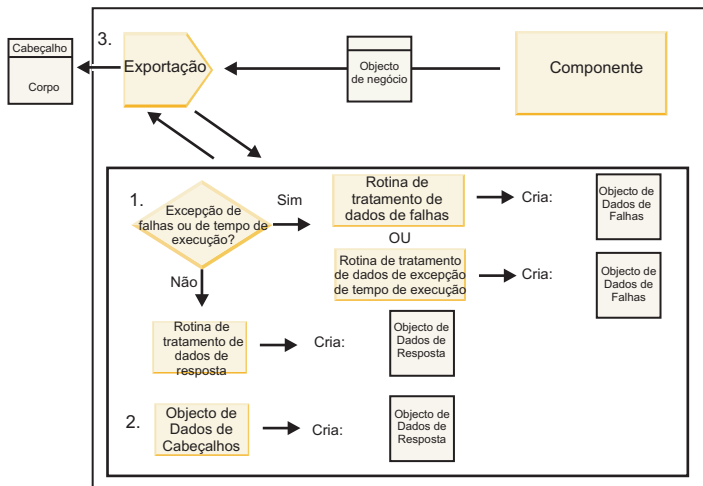 Cabeçalho
Corpo
3.
Exportação
Objecto
de negócio
Componente
1.
Excepção de
falhas ou de tempo de
execução?
Sim
Rotina de
tratamento de
dados de falhas
Cria:
Objecto de
Dados de
Falhas
OU
Rotina de tratamento
de dados de excepção
de tempo de execução
Cria:
Objecto de
Dados de
Falhas
Não
Rotina de
tratamento de
dados de
resposta
Cria:
Objecto de
Dados de
Resposta
2.
Objecto de
Dados de
Cabeçalhos
Cria:
Objecto de
Dados de
Resposta